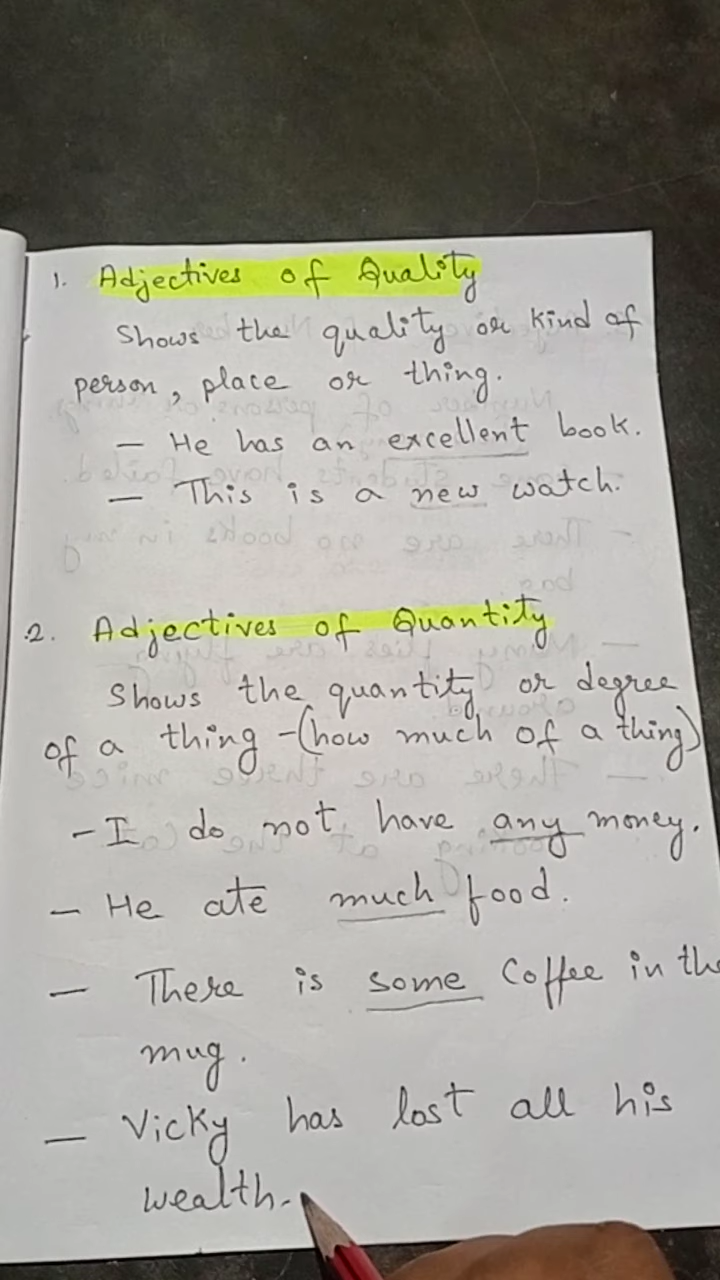 1. Adjectives of Quality
Shows the quality or kind of
person, place or thing.
— He has an excellent book.
— This is a new watch.
2. Adjectives of Quantity
Shows the quantity or degree
of a thing - (how much of a thing)
- I do not have any money.
— He ate much food.
— There is some Coffee in the
mug.
— Vicky has lost all his
wealth.